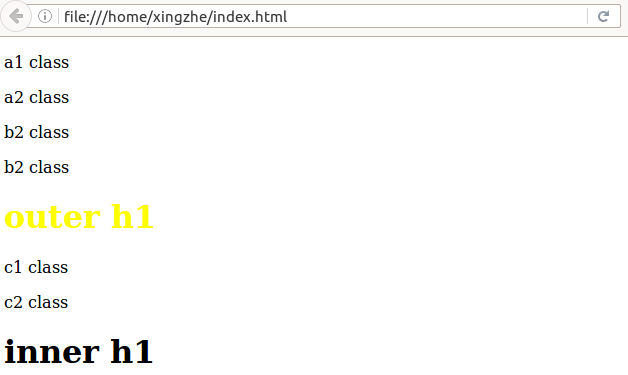 file:///home/xingzhe/index.html
a1 class
a2 class
b2 class
b2 class
outer h1
c1 class
c2 class
inner h1